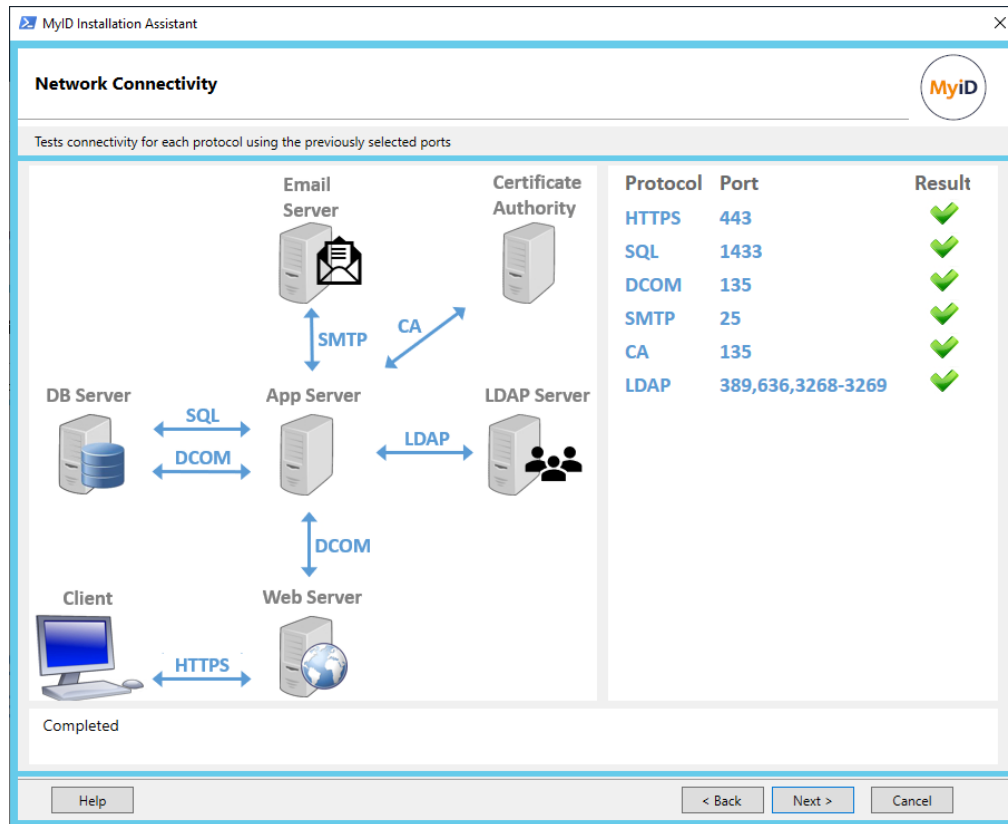 MyID Installation Assistant
Network Connectivity
MyiD
Tests connectivity for each protocol using the previously selected ports
Email
Server
Certificate
Authority
SMTP
CA
DB Server
App Server
LDAP Server
SQL
DCOM
LDAP
DCOM
Client
Web Server
HTTPS
Protocol Port Result
HTTPS 443
SQL 1433
DCOM 135
SMTP 25
CA 135
LDAP 389,636,3268-3269
Completed
Help
< Back
Next >
Cancel